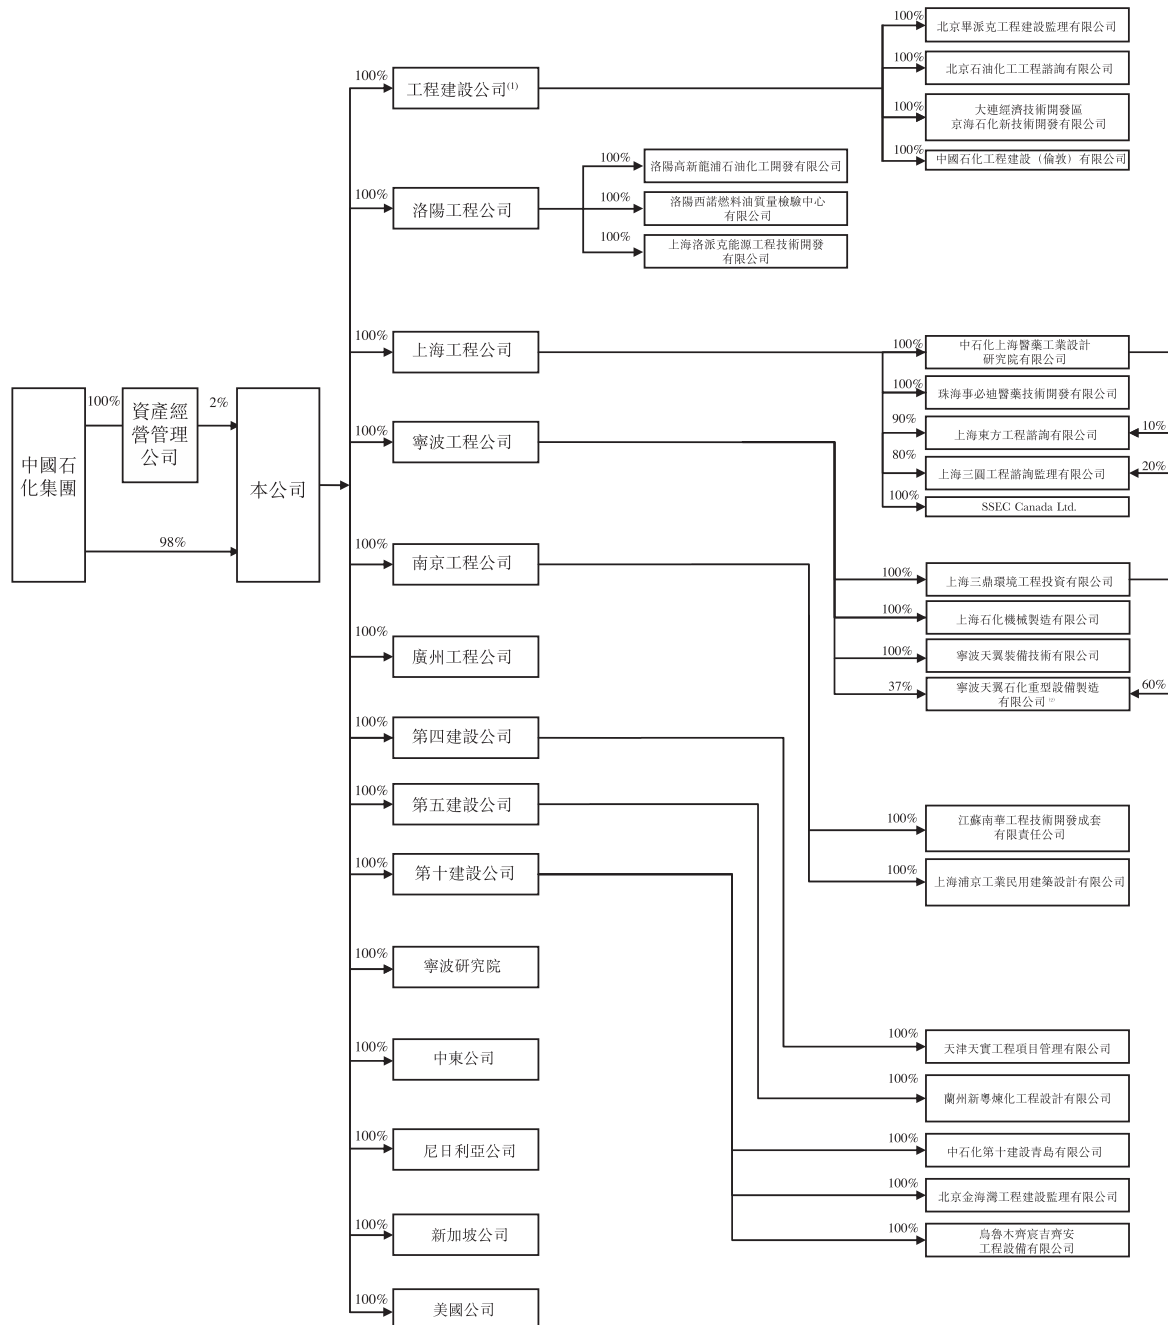 中國石
化集團
100%
資產經
營管理
公司
2%
98%
本公司
100%
工程建設公司(1)
100%
北京畢派克工程建設監理有限公司
100%
北京石油化工工程諮詢有限公司
100%
大連經濟技術開發區
京海石化新技術開發有限公司
100%
中國石化工程建設（倫敦）有限公司
100%
洛陽工程公司
100%
洛陽高新龍浦石油化工開發有限公司
100%
洛陽西諾燃料油質量檢驗中心
有限公司
100%
上海洛派克能源工程技術開發
有限公司
100%
上海工程公司
100%
中石化上海醫藥工業設計
研究院有限公司
100%
珠海事必迪醫藥技術開發有限公司
90%
上海東方工程諮詢有限公司
10%
80%
上海三圓工程諮詢監理有限公司
20%
100%
SSEC Canada Ltd.
100%
寧波工程公司
100%
上海三鼎環境工程投資有限公司
100%
上海石化機械製造有限公司
100%
寧波天翼裝備技術有限公司
37%
寧波天翼石化重型設備製造
有限公司(2)
60%
100%
南京工程公司
100%
江蘇南華工程技術開發成套
有限責任公司
100%
上海浦京工業民用建築設計有限公司
100%
廣州工程公司
100%
第四建設公司
100%
天津天實工程項目管理有限公司
100%
第五建設公司
100%
蘭州新粵煉化工程設計有限公司
100%
第十建設公司
100%
中石化第十建設青島有限公司
100%
北京金海灣工程建設監理有限公司
100%
烏魯木齊宸吉齊安
工程設備有限公司
100%
寧波研究院
100%
中東公司
100%
尼日利亞公司
100%
新加坡公司
100%
美國公司